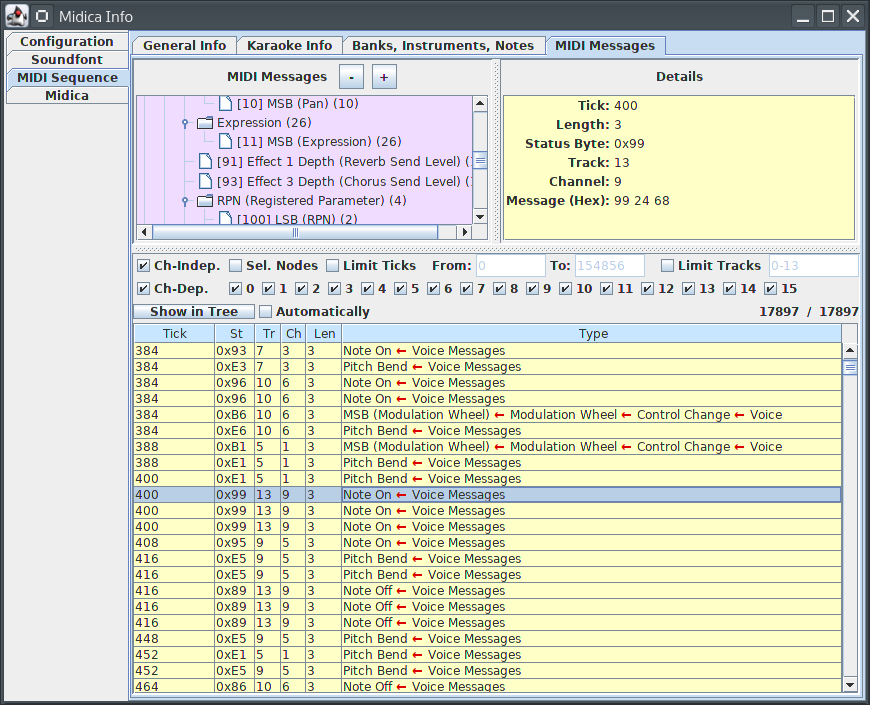 Midica Info
Configuration
Soundfont
MIDI Sequence
Midica
General Info Karaoke Info Banks, Instruments, Notes MIDI Messages
MIDI Messages - +
[10] MSB (Pan) (10)
Expression (26)
[11] MSB (Expression) (26)
[91] Effect 1 Depth (Reverb Send Level)
[93] Effect 3 Depth (Chorus Send Level)
RPN (Registered Parameter) (4)
[100] LSB (RPN) (2)
Details
Tick: 400
Length: 3
Status Byte: 0x99
Track: 13
Channel: 9
Message (Hex): 99 24 68
Ch-Indep. Sel. Nodes Limit Ticks From: 0 To: 154856 Limit Tracks 0-13
Ch-Dep. 0 1 2 3 4 5 6 7 8 9 10 11 12 13 14 15
Show in Tree Automatically 17897 / 17897
Tick St Tr Ch Len Type
384 0x93 7 3 3 Note On ← Voice Messages
384 0xE3 7 3 3 Pitch Bend ← Voice Messages
384 0x96 10 6 3 Note On ← Voice Messages
384 0x96 10 6 3 Note On ← Voice Messages
384 0xB6 10 6 3 MSB (Modulation Wheel) ← Modulation Wheel ← Control Change ← Voice
384 0xE6 10 6 3 Pitch Bend ← Voice Messages
388 0xB1 5 1 3 MSB (Modulation Wheel) ← Modulation Wheel ← Control Change ← Voice
388 0xE1 5 1 3 Pitch Bend ← Voice Messages
400 0xE1 5 1 3 Pitch Bend ← Voice Messages
400 0x99 13 9 3 Note On ← Voice Messages
400 0x99 13 9 3 Note On ← Voice Messages
400 0x99 13 9 3 Note On ← Voice Messages
408 0x95 9 5 3 Note On ← Voice Messages
416 0xE5 9 5 3 Pitch Bend ← Voice Messages
416 0xE5 9 5 3 Pitch Bend ← Voice Messages
416 0x89 13 9 3 Note Off ← Voice Messages
416 0x89 13 9 3 Note Off ← Voice Messages
416 0x89 13 9 3 Note Off ← Voice Messages
448 0xE5 9 5 3 Pitch Bend ← Voice Messages
452 0xE1 5 1 3 Pitch Bend ← Voice Messages
452 0xE5 9 5 3 Pitch Bend ← Voice Messages
464 0x86 10 6 3 Note Off ← Voice Messages